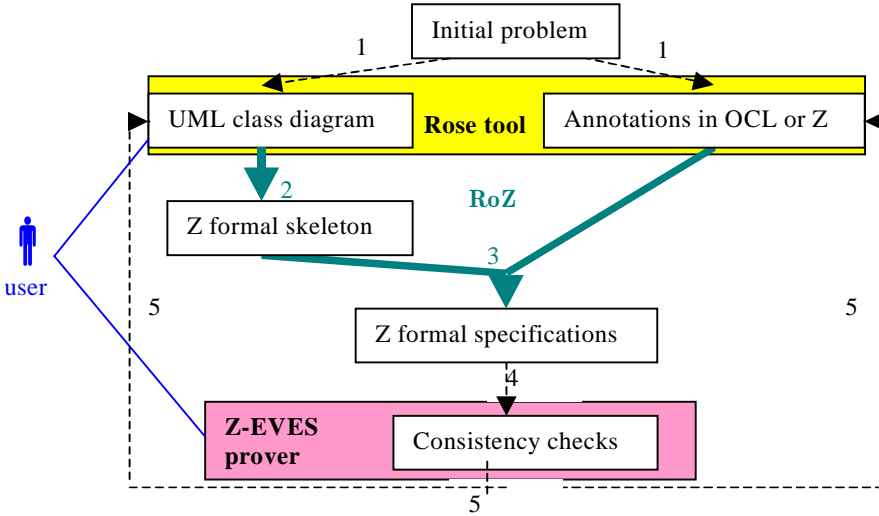 Initial problem
1
1
UML class diagram
Rose tool
Annotations in OCL or Z
2
RoZ
Z formal skeleton
3
user
5
5
Z formal specifications
4
Z-EVES
prover
Consistency checks
5